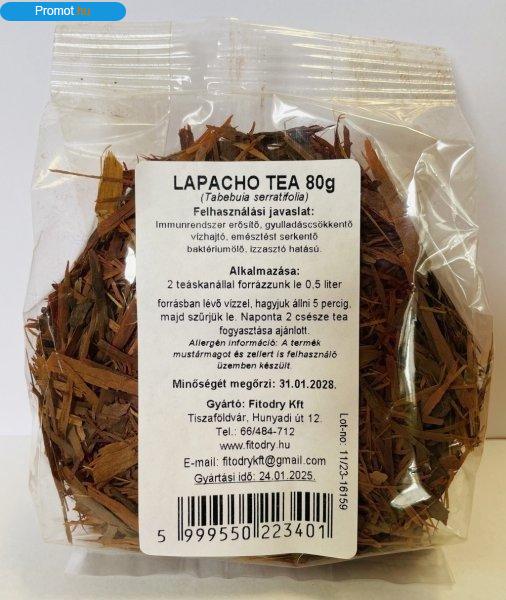 Promot.hu
LAPACHO TEA 80g
(Tabebuia serratifolia)
Felhasználási javaslat:
Immunrendszer erősítő, gyulladáscsökkentő
vízhajtó, emésztést serkentő
baktériumölő, izzasztó hatású.
Alkalmazása:
2 teáskanállal forrázzunk le 0,5 liter
forrásban lévő vízzel, hagyjuk állni 5 percig,
majd szűrjük le. Naponta 2 csésze tea
fogyasztása ajánlott.
Allergén információ: A termék
mustármagot és zellert is felhasználó
üzemben készült.
Minőségét megőrzi: 31.01.2028.
Gyártó: Fitodry Kft
Tiszaföldvár, Hunyadi út 12.
Tel.: 66/484-712
www.fitodry.hu
E-mail: fitodrykft@gmail.com
Gyártási idő: 24.01.2025.
Lot-no: 11/23-16159
5 999550 223401